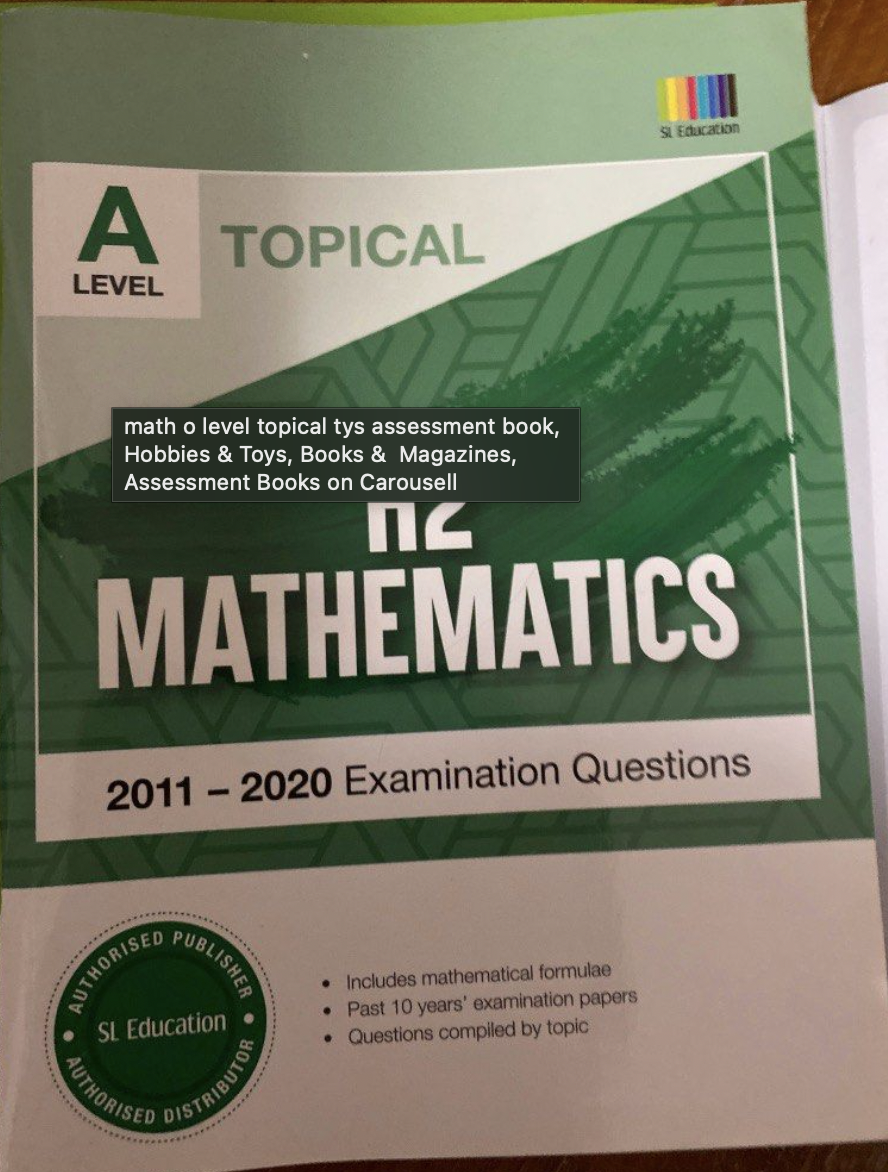 SL Education
A
LEVEL
TOPICAL
math o level topical tys assessment book,
Hobbies & Toys, Books & Magazines,
Assessment Books on Carousell
H2
MATHEMATICS
2011 – 2020 Examination Questions
AUTHORISED PUBLISHER
SL Education
AUTHORISED DISTRIBUTOR
• Includes mathematical formulae
• Past 10 years' examination papers
• Questions compiled by topic